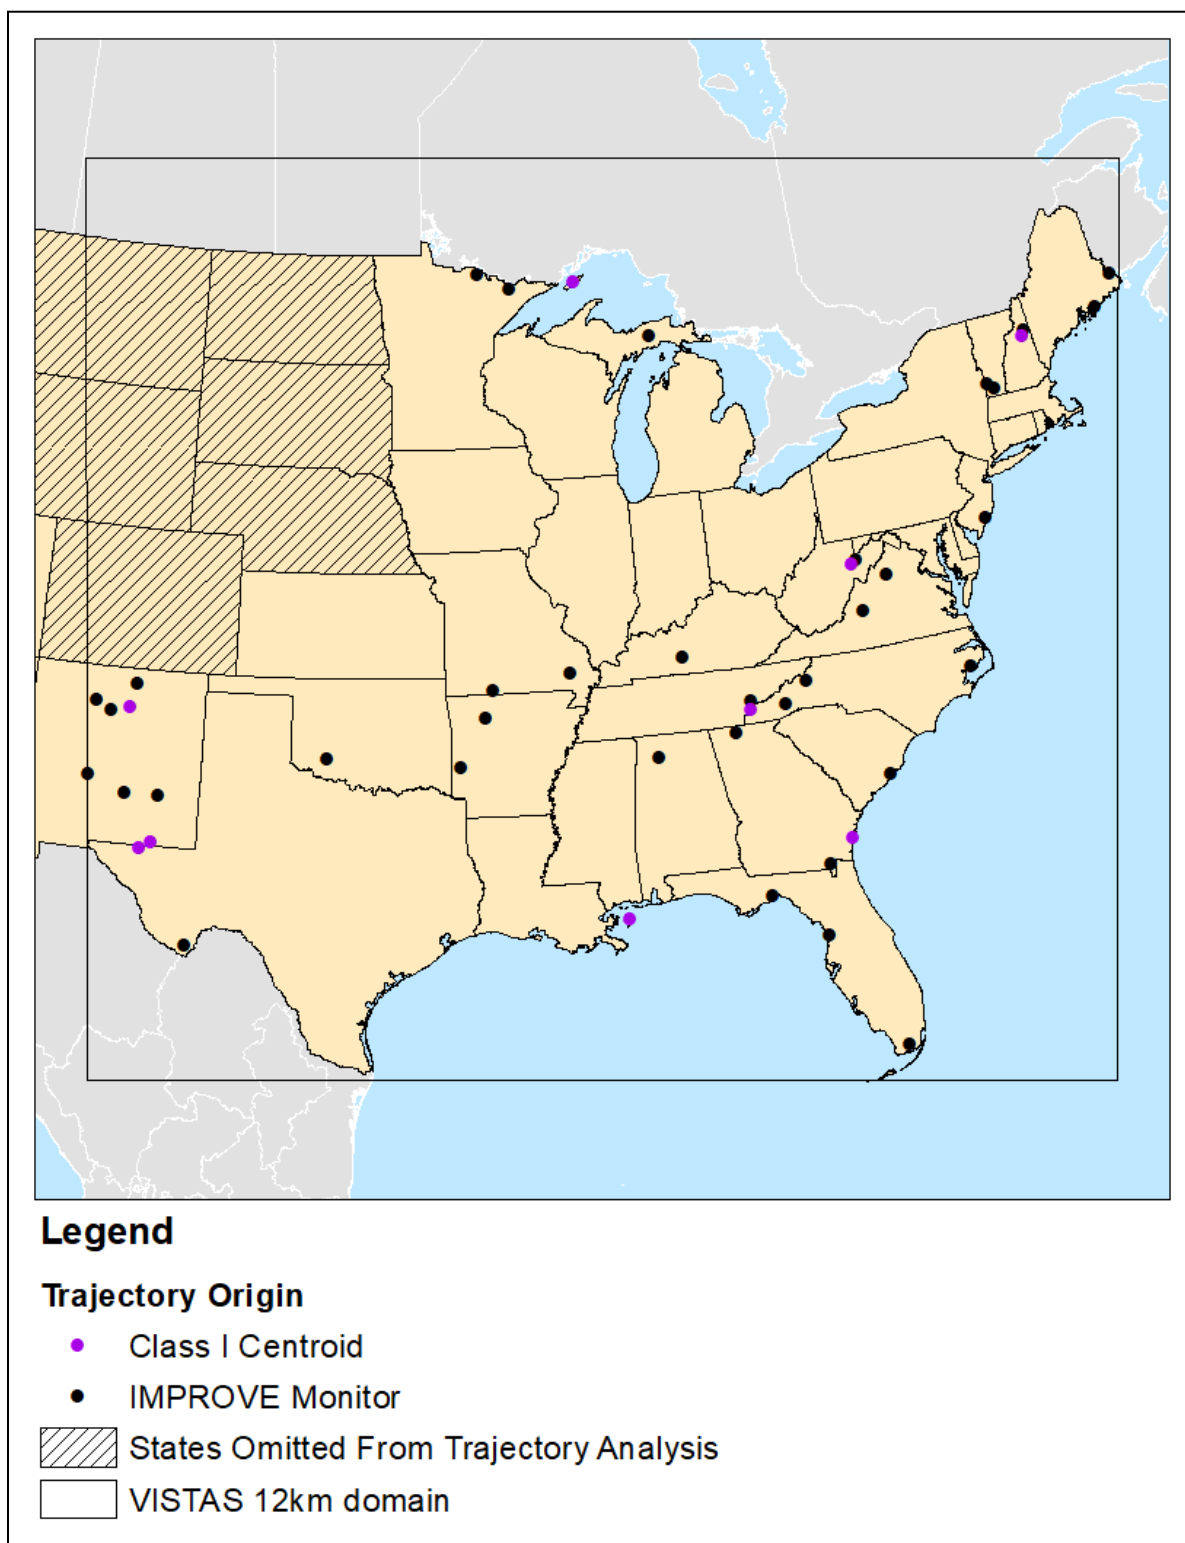 Legend
Trajectory Origin
Class I Centroid
IMPROVE Monitor
States Omitted From Trajectory Analysis
VISTAS 12km domain